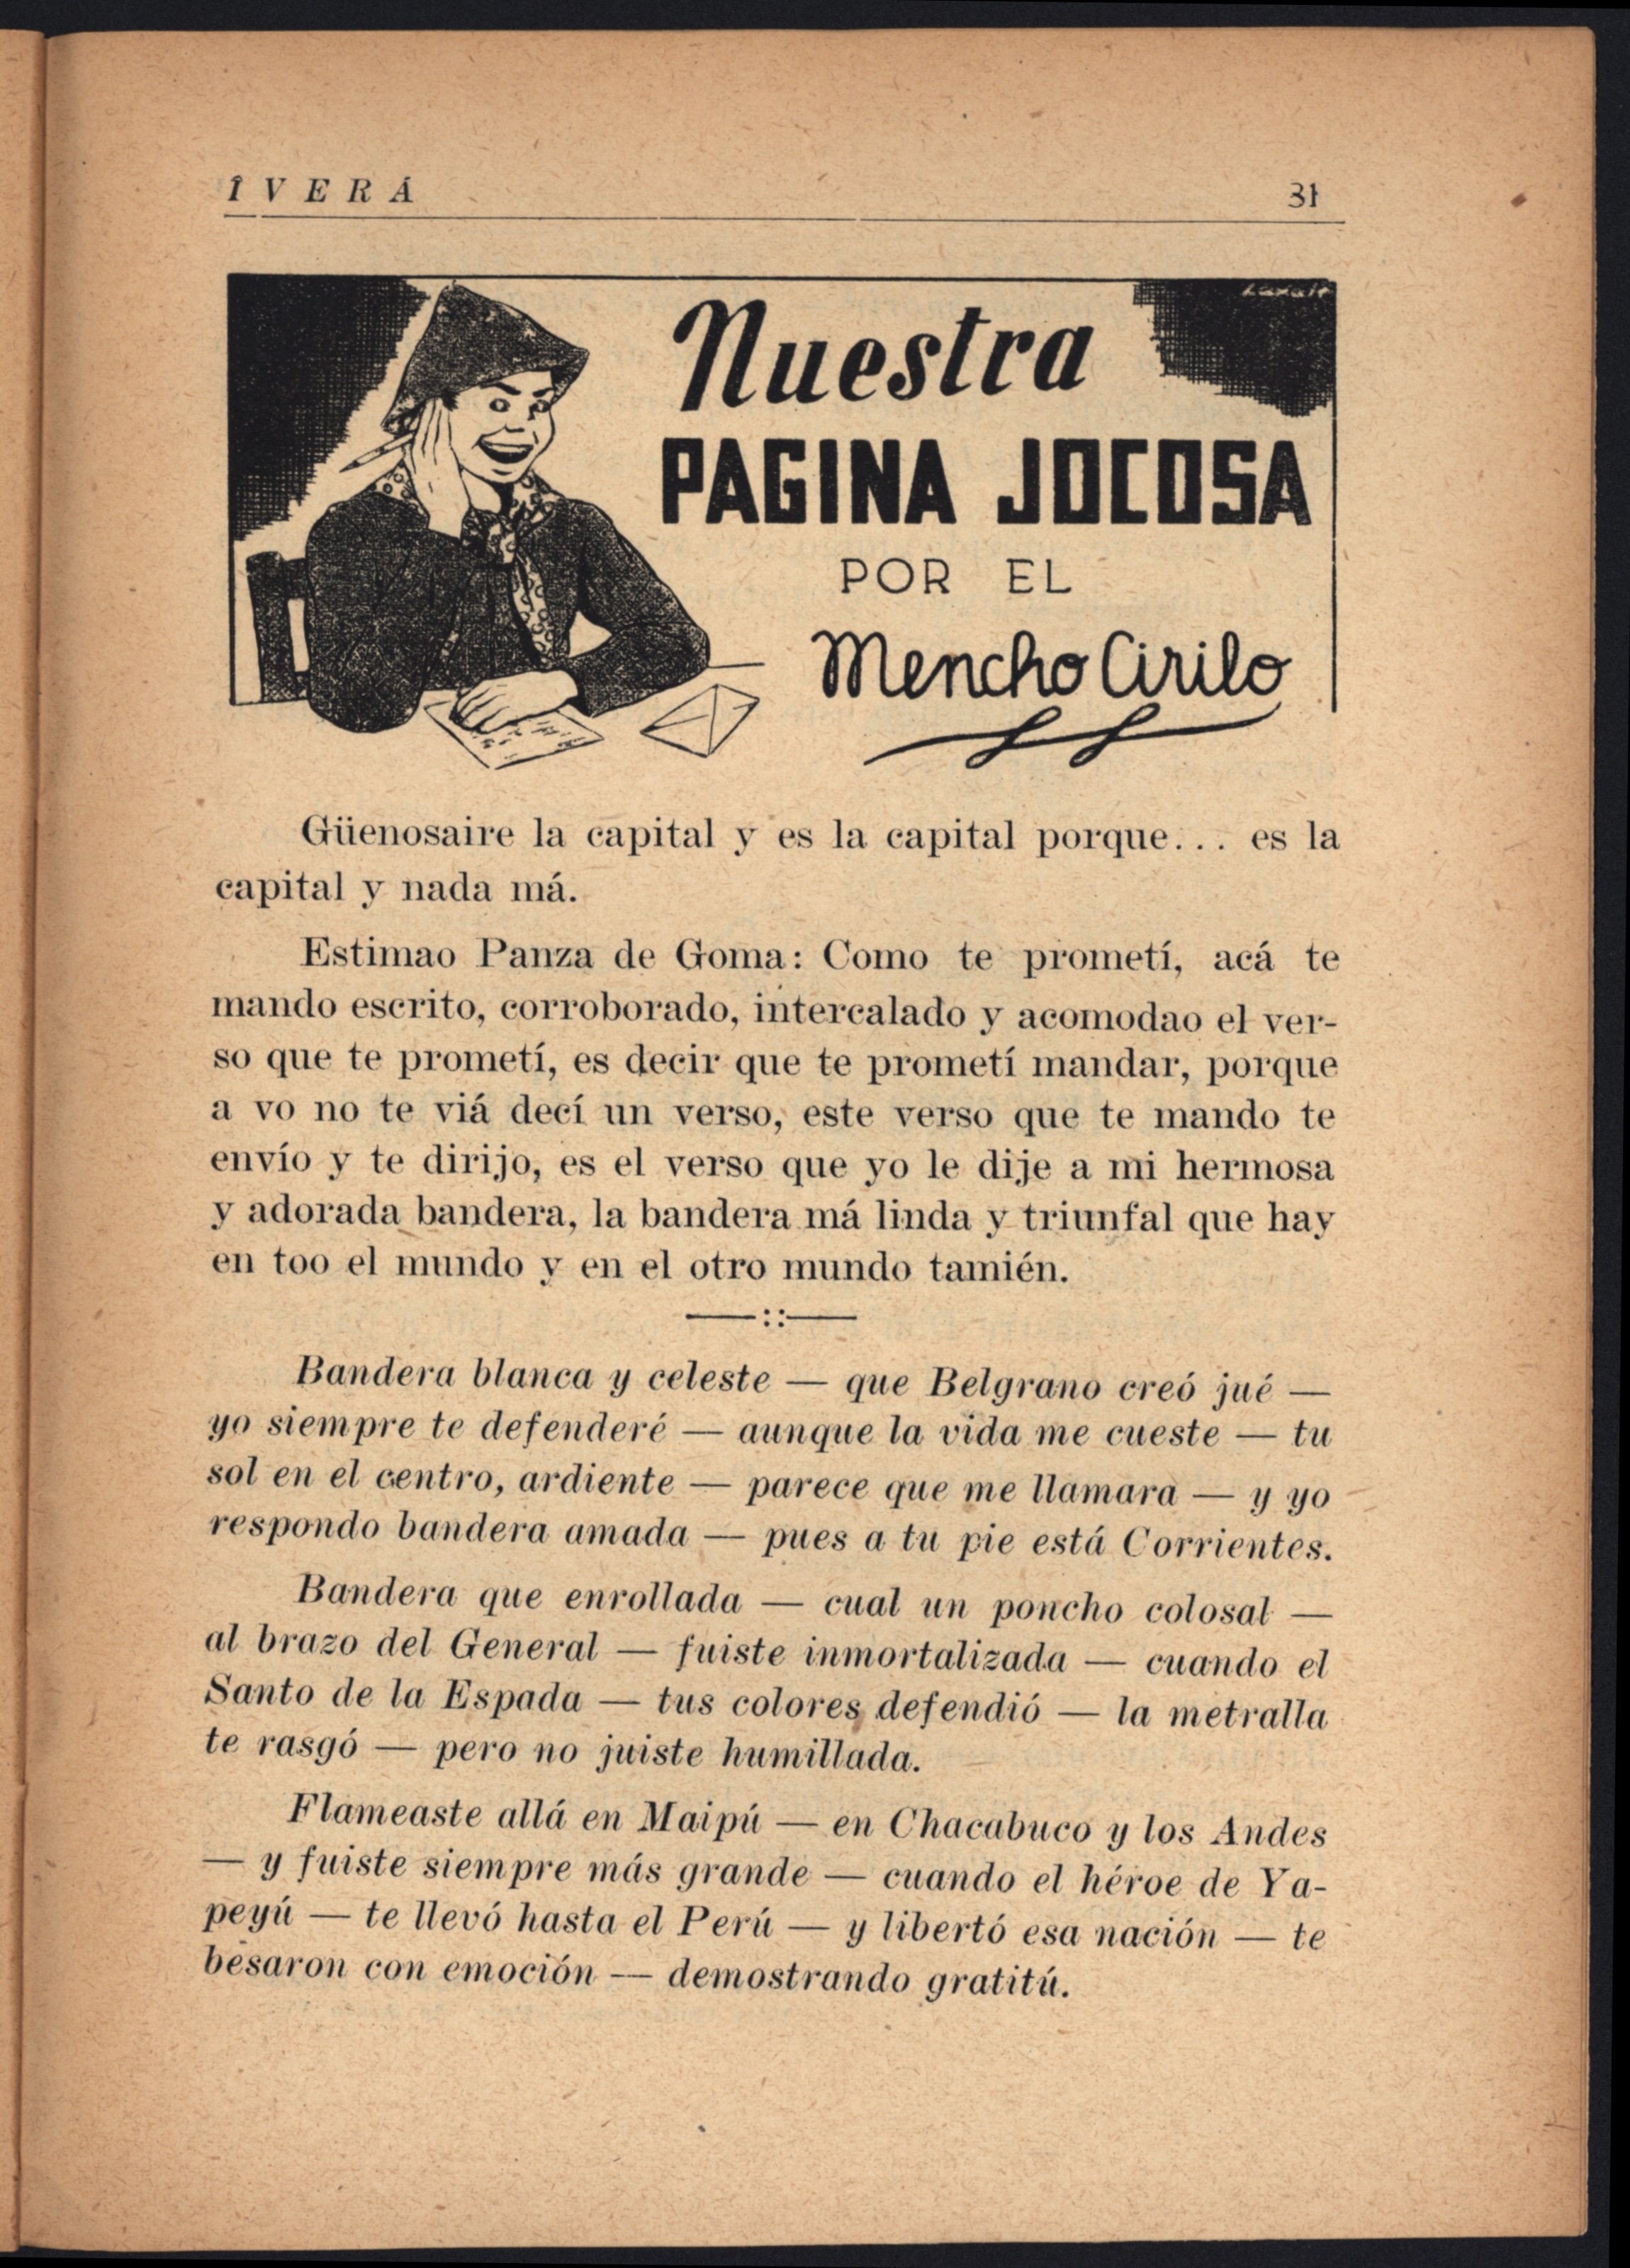 Î V E R Á
31
Nuestra
PAGINA JOCOSA
POR EL
Mencho Cirilo
Güenosaire la capital y es la capital porque... es la
capital y nada má.
Estimao Panza de Goma: Como te prometí, acá te
mando escrito, corroborado, intercalado y acomodao el ver-
so que te prometí, es decir que te prometí mandar, porque
a vo no te viá decí un verso, este verso que te mando te
envío y te dirijo, es el verso que yo le dije a mi hermosa
y adorada bandera, la bandera má linda y triunfal que hay
en too el mundo y en el otro mundo tamién.
—::—
Bandera blanca y celeste — que Belgrano creó jué —
yo siempre te defenderé — aunque la vida me cueste — tu
sol en el centro, ardiente — parece que me llamara — y yo
respondo bandera amada — pues a tu pie está Corrientes.
Bandera que enrollada — cual un poncho colosal —
al brazo del General — fuiste inmortalizada — cuando el
Santo de la Espada — tus colores defendió — la metralla
te rasgó — pero no juiste humillada.
Flameaste allá en Maipú — en Chacabuco y los Andes
— y fuiste siempre más grande — cuando el héroe de Ya-
peyú — te llevó hasta el Perú — y libertó esa nación — te
besaron con emoción — demostrando gratitú.